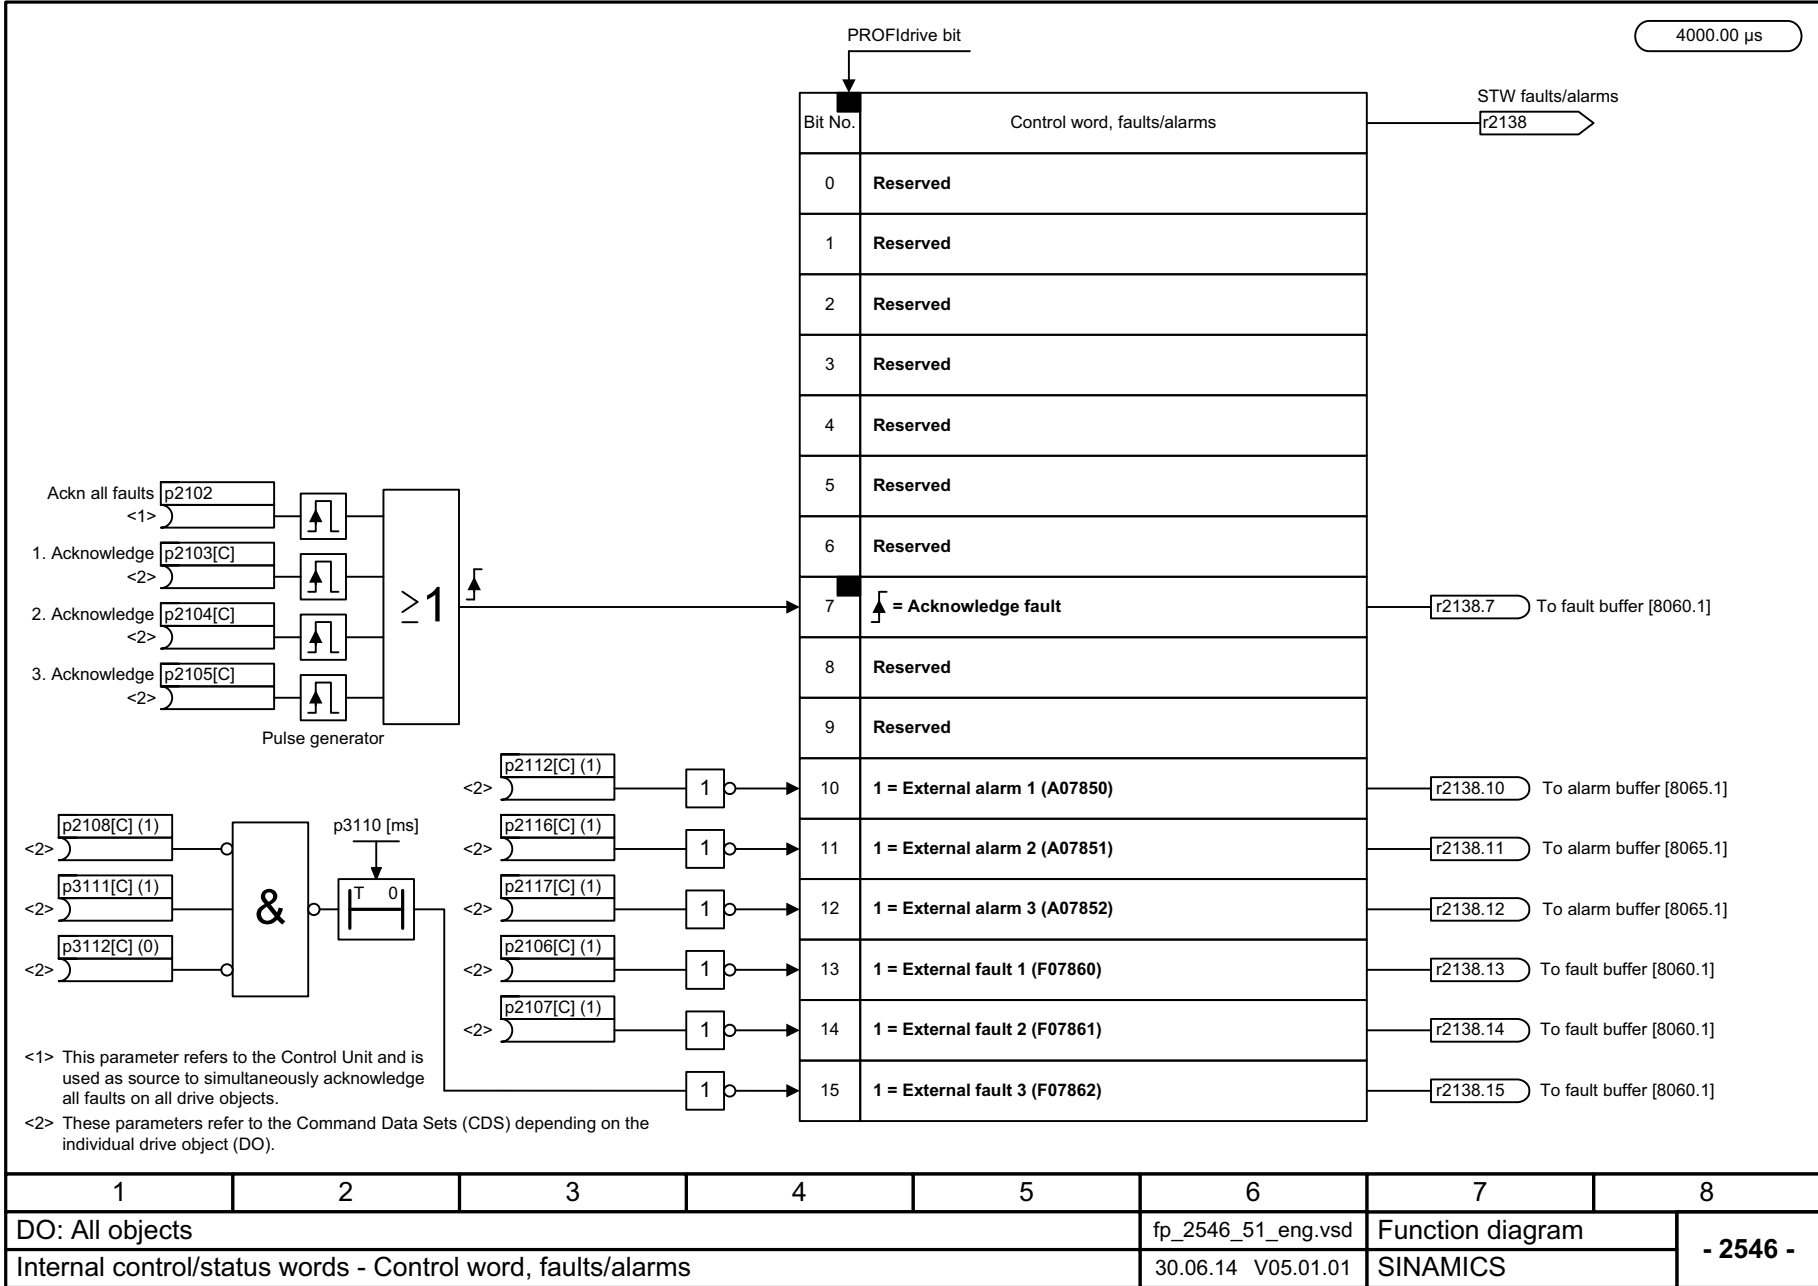 PROFIdrive bit
4000.00 µs
STW faults/alarms
Bit No. Control word, faults/alarms r2138
0 Reserved
1 Reserved
2 Reserved
3 Reserved
4 Reserved
5 Reserved
6 Reserved
Ackn all faults p2102
<1>
1. Acknowledge p2103[C]
<2>
2. Acknowledge p2104[C]
<2>
3. Acknowledge p2105[C]
<2>
≥1
Pulse generator
7 = Acknowledge fault r2138.7 To fault buffer [8060.1]
8 Reserved
9 Reserved
p2112[C] (1)
<2> 1 10 1 = External alarm 1 (A07850) r2138.10 To alarm buffer [8065.1]
p2116[C] (1)
<2> 1 11 1 = External alarm 2 (A07851) r2138.11 To alarm buffer [8065.1]
p2117[C] (1)
<2> 1 12 1 = External alarm 3 (A07852) r2138.12 To alarm buffer [8065.1]
p2106[C] (1)
<2> 1 13 1 = External fault 1 (F07860) r2138.13 To fault buffer [8060.1]
p2107[C] (1)
<2> 1 14 1 = External fault 2 (F07861) r2138.14 To fault buffer [8060.1]
1 15 1 = External fault 3 (F07862) r2138.15 To fault buffer [8060.1]
p2108[C] (1)
<2>
p3111[C] (1)
<2>
p3112[C] (0)
<2>
&
p3110 [ms]
T 0
<1> This parameter refers to the Control Unit and is
used as source to simultaneously acknowledge
all faults on all drive objects.
<2> These parameters refer to the Command Data Sets (CDS) depending on the
individual drive object (DO).
1 2 3 4 5 6 7 8
DO: All objects fp_2546_51_eng.vsd Function diagram
- 2546 -
Internal control/status words - Control word, faults/alarms 30.06.14 V05.01.01 SINAMICS